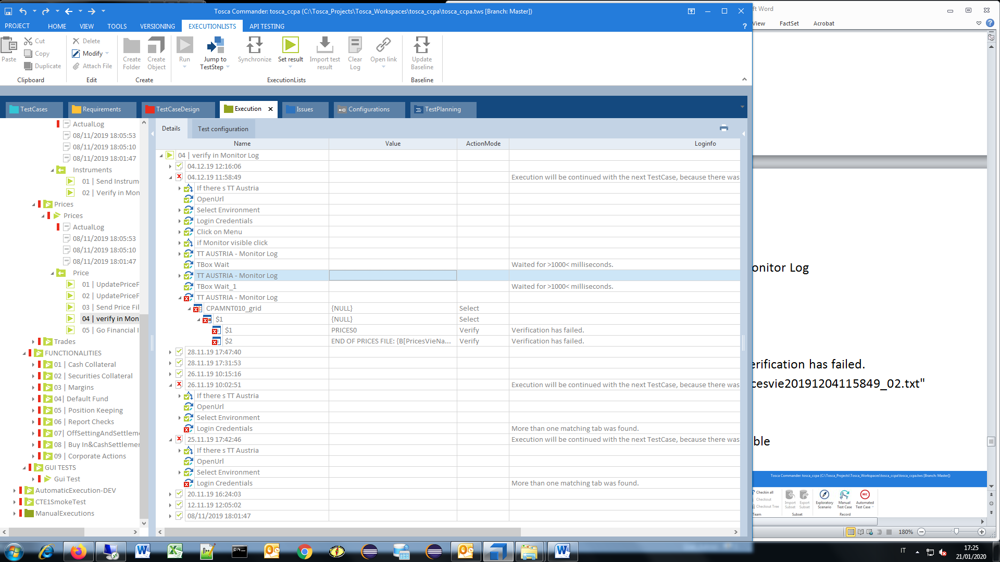 Tosca Commander: tosca_ccpa (C:\Tosca_Projects\Tosca_Workspaces\tosca_ccpa\tosca_ccpa.tws [Branch: Master])
PROJECT HOME VIEW TOOLS VERSIONING EXECUTIONLISTS API TESTING ?
Paste Cut Copy Duplicate
Delete Modify Attach File
Create Folder Create Object
Run Jump to TestStep Synchronize Set result Import test result Clear Log Open link
Update Baseline
Clipboard Edit Create ExecutionLists Baseline
TestCases Requirements TestCaseDesign Execution Issues Configurations TestPlanning
ActualLog
08/11/2019 18:05:53
08/11/2019 18:05:10
08/11/2019 18:01:47
Instruments
01 | Send Instrum
02 | Verify in Mon
Prices
Prices
ActualLog
08/11/2019 18:05:53
08/11/2019 18:05:10
08/11/2019 18:01:47
Price
01 | UpdatePriceF
02 | UpdatePriceF
03 | Send Price Fil
04 | verify in Mon
05 | Go Financial I
Trades
FUNCTIONALITIES
01 | Cash Collateral
02 | Securities Collateral
03 | Margins
04| Default Fund
05 | Position Keeping
06 | Report Checks
07| OffSettingAndSettleme
08 | Buy In&CashSettlemer
09 | Corporate Actions
GUI TESTS
Gui Test
AutomaticExecution-DEV
CTE1SmokeTest
ManualExecutions
Details Test configuration
Name Value ActionMode Loginfo
04 | verify in Monitor Log
04.12.19 12:16:06
04.12.19 11:58:49 Execution will be continued with the next TestCase, because there was
If there s TT Austria
OpenUrl
Select Environment
Login Credentials
Click on Menu
if Monitor visible click
TT AUSTRIA - Monitor Log
TBox Wait Waited for >1000< milliseconds.
TT AUSTRIA - Monitor Log
TBox Wait_1 Waited for >1000< milliseconds.
TT AUSTRIA - Monitor Log
CPAMNT010_grid {NULL} Select
$1 {NULL} Select
$1 PRICES0 Verify Verification has failed.
$2 END OF PRICES FILE: {B[PricesVieNa... Verify Verification has failed.
28.11.19 17:47:40
28.11.19 17:31:53
26.11.19 10:15:16
26.11.19 10:02:51 Execution will be continued with the next TestCase, because there was
If there s TT Austria
OpenUrl
Select Environment
Login Credentials More than one matching tab was found.
25.11.19 17:42:46 Execution will be continued with the next TestCase, because there was
If there s TT Austria
OpenUrl
Select Environment
Login Credentials More than one matching tab was found.
20.11.19 16:24:03
12.11.19 12:05:02
08/11/2019 18:01:47
ft Word
View FactSet Acrobat ?
onitor Log
erification has failed.
cesvie20191204115849_02.txt"
ble
Tosca Commander: tosca_ccpa (C:\Tosca_Projects\Tosca_Workspaces\tosca_ccpa\tosca_ccpa.tws [Branch: Master])
Checkin all
Checkout
Checkout Tree
Import Subset Export Subset
Exploratory Scenario Manual Test Case Automated Test Case
REC
Team Subset Record
180%
IT
17:25
21/01/2020